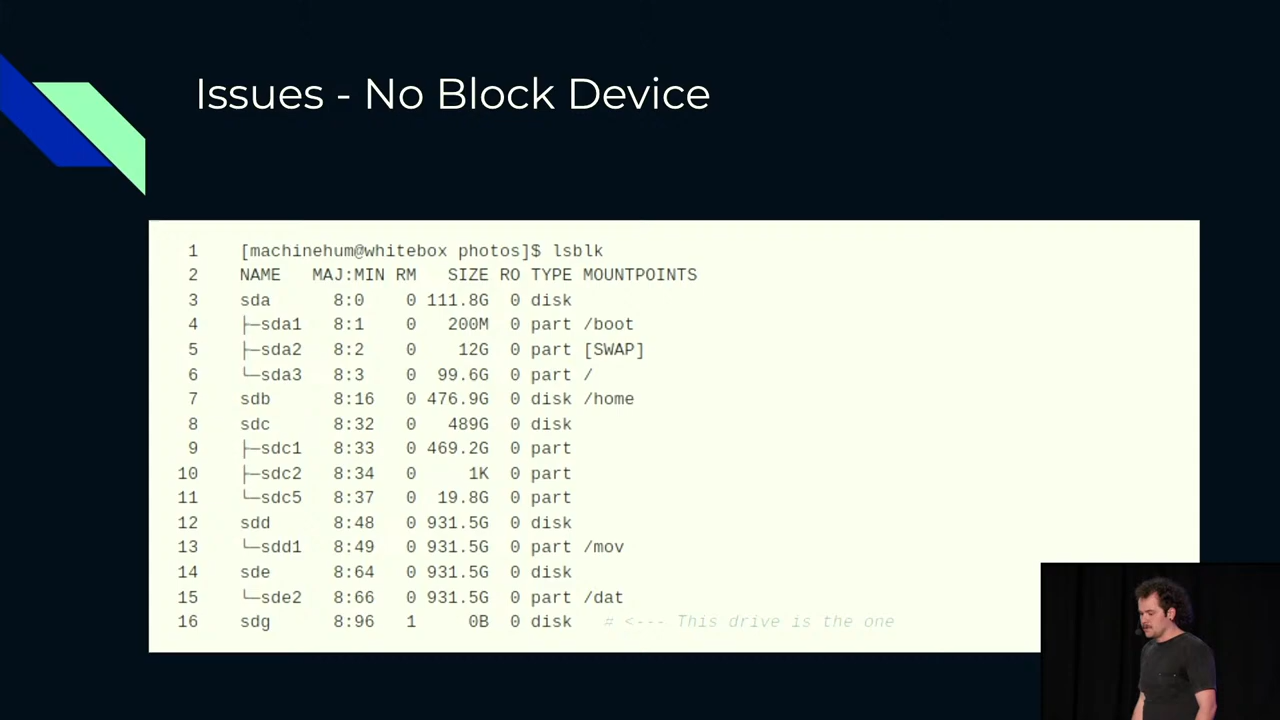 Issues - No Block Device
1 [machinehum@whitebox photos]$ lsblk
2 NAME MAJ:MIN RM SIZE RO TYPE MOUNTPOINTS
3 sda 8:0 0 111.8G 0 disk
4 ├─sda1 8:1 0 200M 0 part /boot
5 ├─sda2 8:2 0 12G 0 part [SWAP]
6 └─sda3 8:3 0 99.6G 0 part /
7 sdb 8:16 0 476.9G 0 disk /home
8 sdc 8:32 0 489G 0 disk
9 ├─sdc1 8:33 0 469.2G 0 part
10 ├─sdc2 8:34 0 1K 0 part
11 └─sdc5 8:37 0 19.8G 0 part
12 sdd 8:48 0 931.5G 0 disk
13 └─sdd1 8:49 0 931.5G 0 part /mov
14 sde 8:64 0 931.5G 0 disk
15 └─sde2 8:66 0 931.5G 0 part /dat
16 sdg 8:96 1 0B 0 disk # <--- This drive is the one